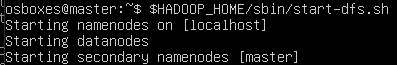 osboxes@master:~$ $HADOOP_HOME/sbin/start-dfs.sh
Starting namenodes on [localhost]
Starting datanodes
Starting secondary namenodes [master]